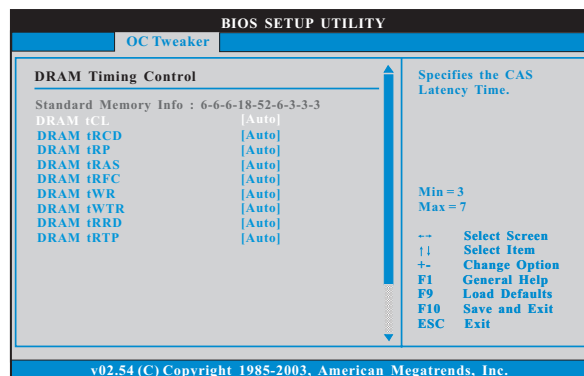 BIOS SETUP UTILITY
OC Tweaker
DRAM Timing Control
Standard Memory Info : 6-6-6-18-52-6-3-3-3
DRAM tCL [Auto]
DRAM tRCD [Auto]
DRAM tRP [Auto]
DRAM tRAS [Auto]
DRAM tRFC [Auto]
DRAM tWR [Auto]
DRAM tWTR [Auto]
DRAM tRRD [Auto]
DRAM tRTP [Auto]
Specifies the CAS
Latency Time.
Min = 3
Max = 7
←→ Select Screen
↑↓ Select Item
+- Change Option
F1 General Help
F9 Load Defaults
F10 Save and Exit
ESC Exit
v02.54 (C) Copyright 1985-2003, American Megatrends, Inc.